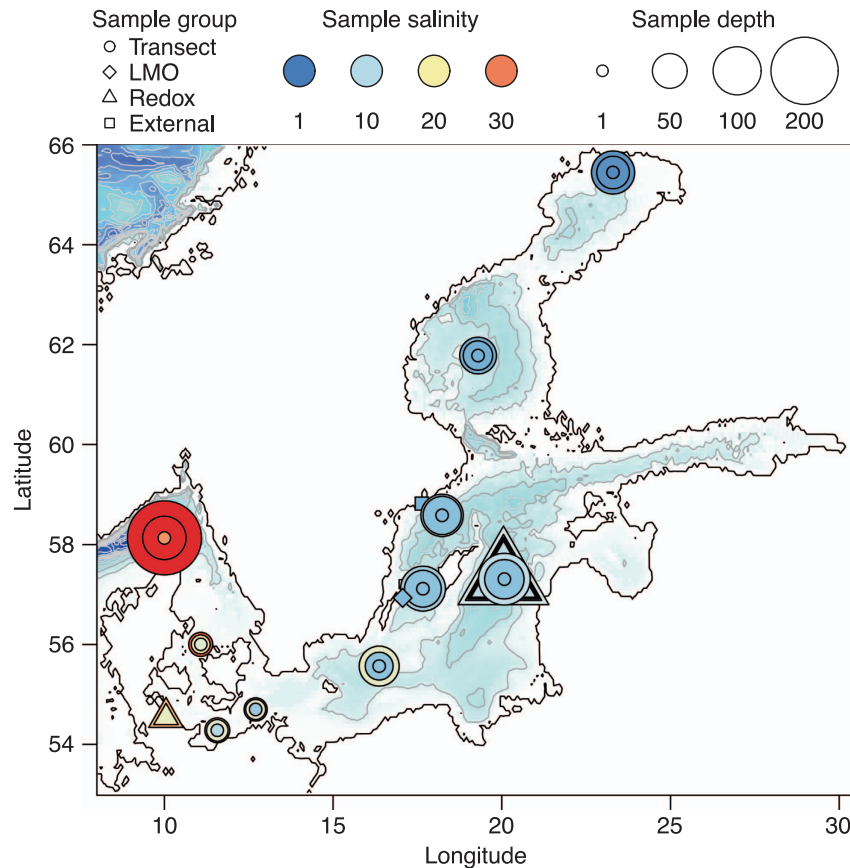 Sample group
Transect
LMO
Redox
External
Sample salinity
1 10 20 30
Sample depth
1 50 100 200
66
64
62
60
58
56
54
Latitude
10 15 20 25 30
Longitude